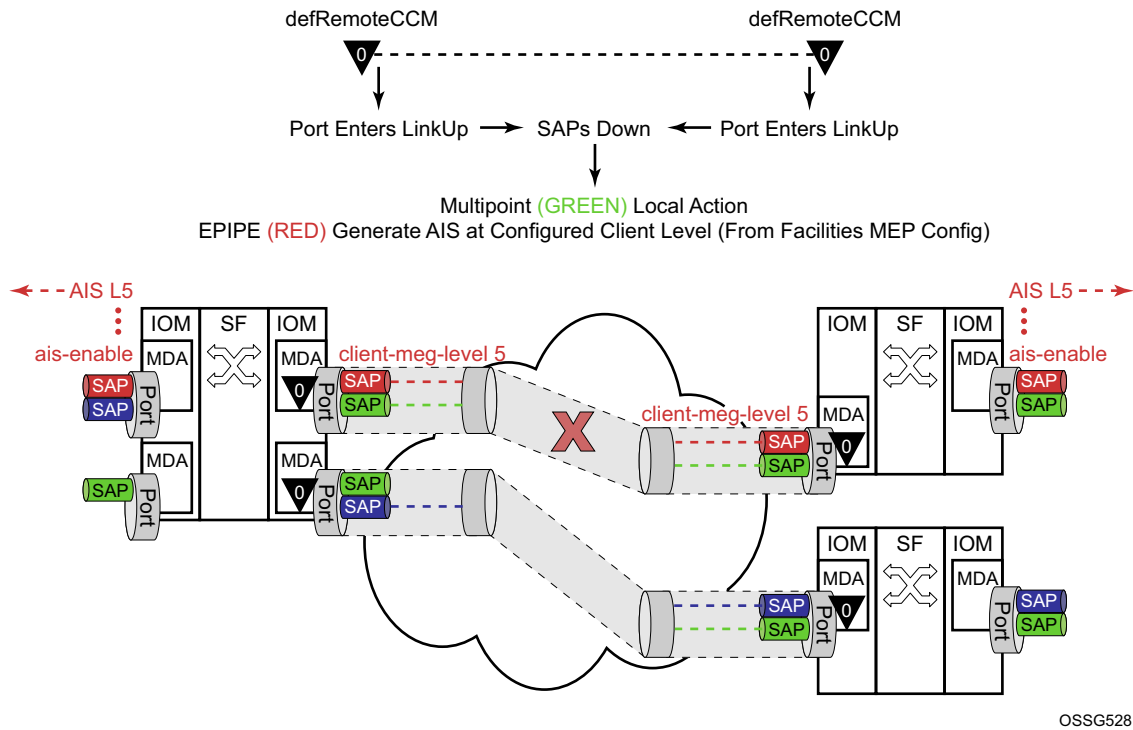 defRemoteCCM defRemoteCCM
0 0
Port Enters LinkUp SAPs Down Port Enters LinkUp
Multipoint (GREEN) Local Action
EPIPE (RED) Generate AIS at Configured Client Level (From Facilities MEP Config)
AIS L5 AIS L5
IOM SF IOM IOM SF IOM
ais-enable MDA MDA client-meg-level 5 MDA ais-enable
SAP Port 0 Port SAP Port SAP
SAP SAP SAP
client-meg-level 5
MDA
X SAP Port 0
SAP
MDA MDA
SAP Port 0 Port SAP
SAP
IOM SF IOM
MDA MDA
SAP Port 0 Port SAP
SAP SAP
OSSG528